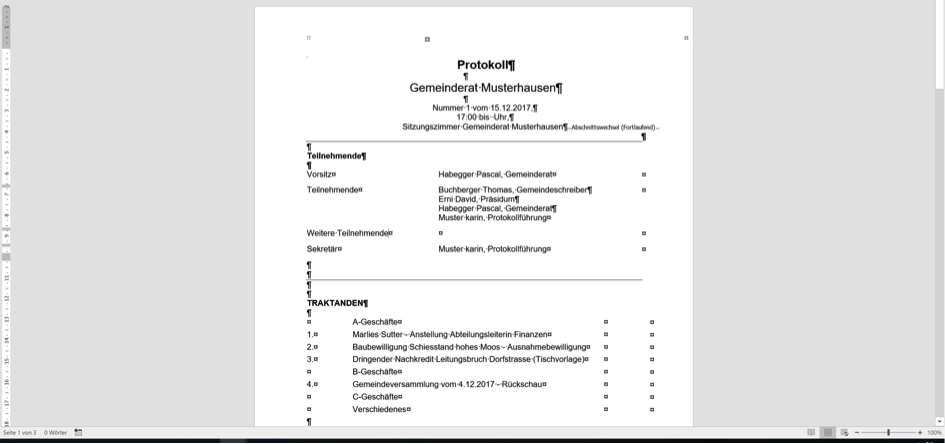 Protokoll¶
¶
Gemeinderat·Musterhausen¶
¶
Nummer·1·vom·15.12.2017,¶
17:00·bis··Uhr,¶
Sitzungszimmer·Gemeinderat·Musterhausen¶..Abschnittswechsel (Fortlaufend)..
¶
¶
Teilnehmende¶
¶
Vorsitz¤ Habegger·Pascal,·Gemeinderat¤ ¤
Teilnehmende¤ Buchberger·Thomas,·Gemeindeschreiber¶ ¤
Erni·David,·Präsidum¶
Habegger·Pascal,·Gemeinderat¶
Muster·karin,·Protokollführung¤
Weitere·Teilnehmende¤ ¤ ¤
Sekretär¤ Muster·karin,·Protokollführung¤ ¤
¶
¶
¶
¶
TRAKTANDEN¶
¶
¤ A-Geschäfte¤ ¤ ¤
1.¤ Marlies·Sutter·-·Anstellung·Abteilungsleiterin·Finanzen¤ ¤ ¤
2.¤ Baubewilligung·Schiesstand·hohes·Moos·-·Ausnahmebewilligung¤ ¤ ¤
3.¤ Dringender·Nachkredit·Leitungsbruch·Dorfstrasse·(Tischvorlage)¤ ¤ ¤
¤ B-Geschäfte¤ ¤ ¤
4.¤ Gemeindeversammlung·vom·4.12.2017·-·Rückschau¤ ¤ ¤
¤ C-Geschäfte¤ ¤ ¤
¤ Verschiedenes¤ ¤ ¤
¶
Seite 1 von 3 0 Wörter 100%